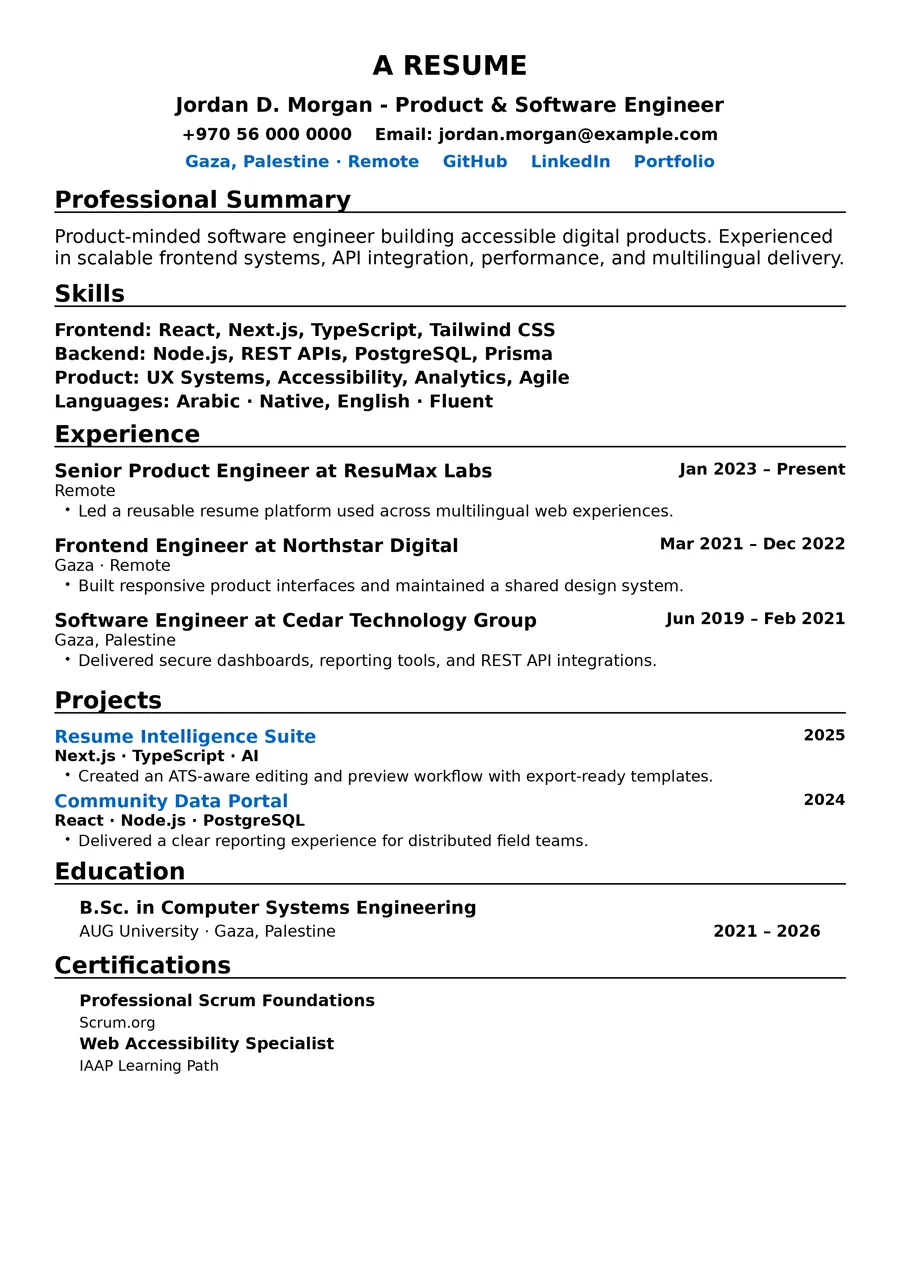 A RESUME
Jordan D. Morgan - Product & Software Engineer
+970 56 000 0000 Email: jordan.morgan@example.com
Gaza, Palestine · Remote GitHub LinkedIn Portfolio
Professional Summary
Product-minded software engineer building accessible digital products. Experienced
in scalable frontend systems, API integration, performance, and multilingual delivery.
Skills
Frontend: React, Next.js, TypeScript, Tailwind CSS
Backend: Node.js, REST APIs, PostgreSQL, Prisma
Product: UX Systems, Accessibility, Analytics, Agile
Languages: Arabic · Native, English · Fluent
Experience
Senior Product Engineer at ResuMax Labs Jan 2023 – Present
Remote
• Led a reusable resume platform used across multilingual web experiences.
Frontend Engineer at Northstar Digital Mar 2021 – Dec 2022
Gaza · Remote
• Built responsive product interfaces and maintained a shared design system.
Software Engineer at Cedar Technology Group Jun 2019 – Feb 2021
Gaza, Palestine
• Delivered secure dashboards, reporting tools, and REST API integrations.
Projects
Resume Intelligence Suite 2025
Next.js · TypeScript · AI
• Created an ATS-aware editing and preview workflow with export-ready templates.
Community Data Portal 2024
React · Node.js · PostgreSQL
• Delivered a clear reporting experience for distributed field teams.
Education
B.Sc. in Computer Systems Engineering
AUG University · Gaza, Palestine 2021 – 2026
Certifications
Professional Scrum Foundations
Scrum.org
Web Accessibility Specialist
IAAP Learning Path